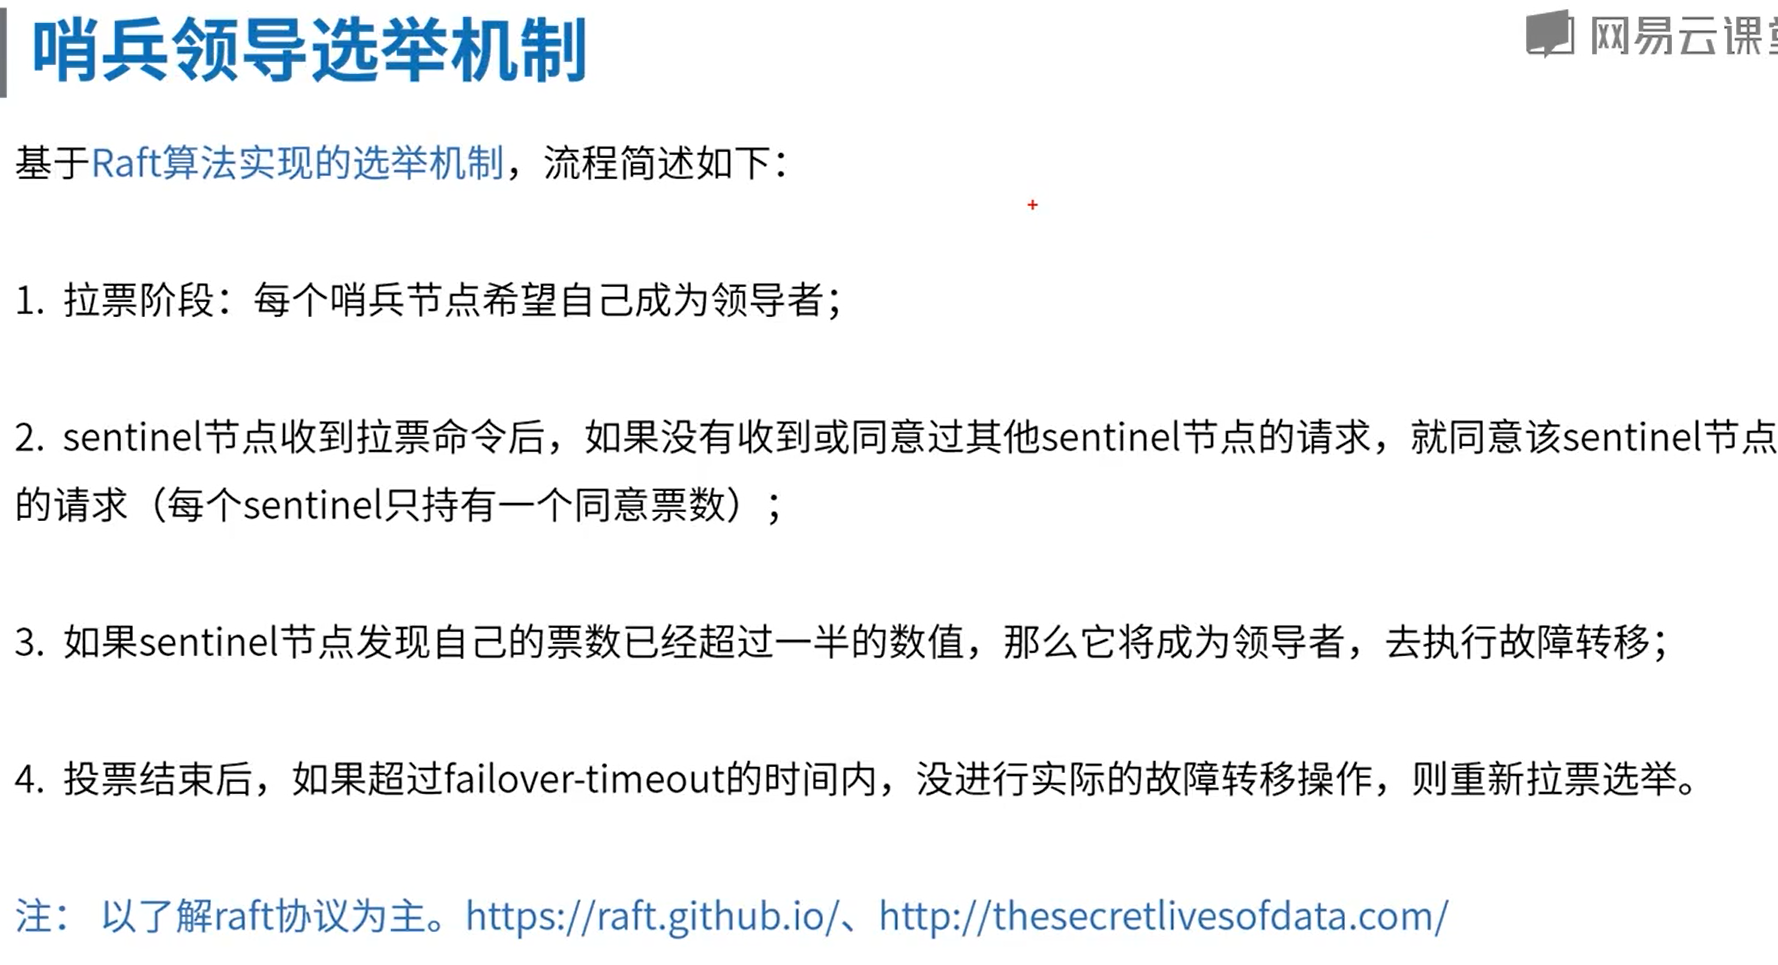 哨兵领导选举机制
网易云课堂
基于Raft算法实现的选举机制，流程简述如下：
1. 拉票阶段：每个哨兵节点希望自己成为领导者；
2. sentinel节点收到拉票命令后，如果没有收到或同意过其他sentinel节点的请求，就同意该sentinel节点
的请求（每个sentinel只持有一个同意票数）；
3. 如果sentinel节点发现自己的票数已经超过一半的数值，那么它将成为领导者，去执行故障转移；
4. 投票结束后，如果超过failover-timeout的时间内，没进行实际的故障转移操作，则重新拉票选举。
注： 以了解raft协议为主。https://raft.github.io/、http://thesecretlivesofdata.com/